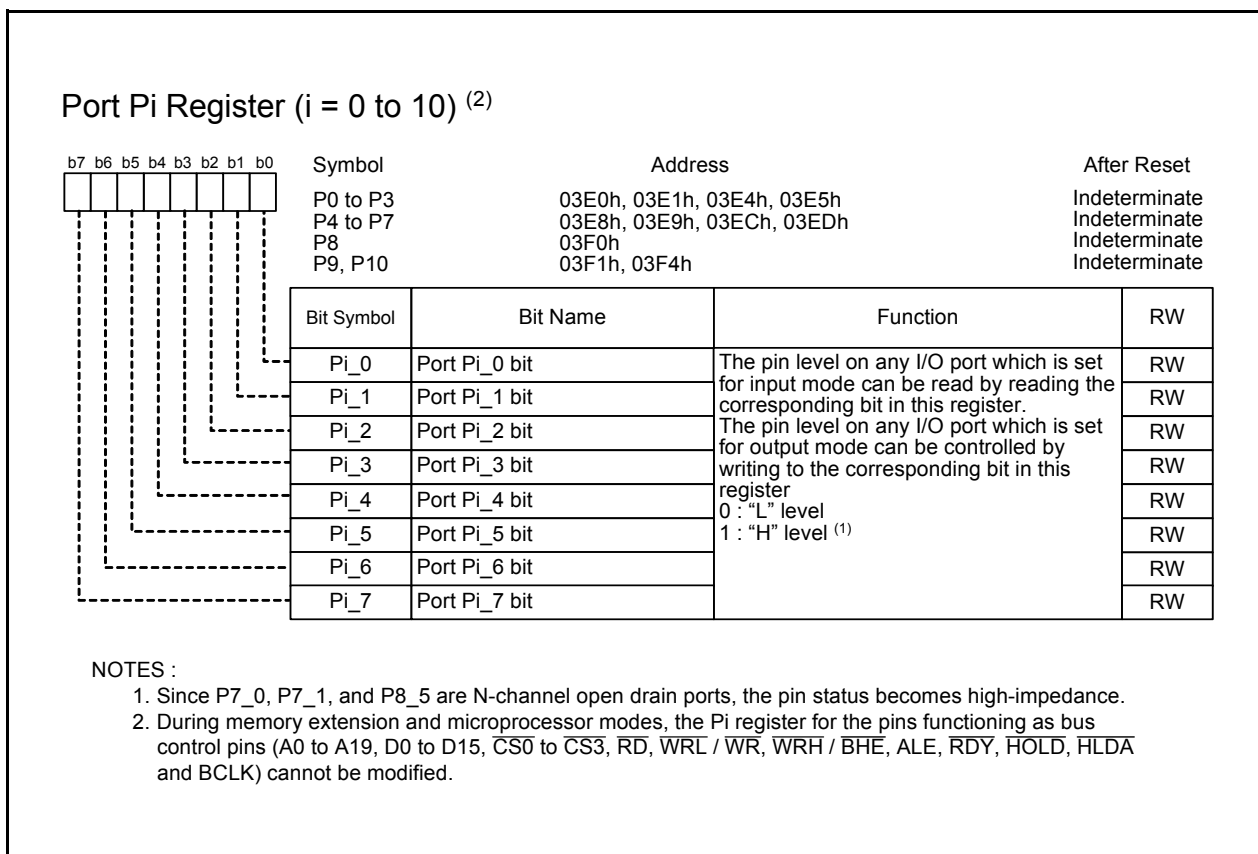 Port Pi Register (i = 0 to 10) (2)
b7 b6 b5 b4 b3 b2 b1 b0
Symbol Address After Reset
P0 to P3 03E0h, 03E1h, 03E4h, 03E5h Indeterminate
P4 to P7 03E8h, 03E9h, 03ECh, 03EDh Indeterminate
P8 03F0h Indeterminate
P9, P10 03F1h, 03F4h Indeterminate
Bit Symbol Bit Name Function RW
Pi_0 Port Pi_0 bit RW
Pi_1 Port Pi_1 bit RW
Pi_2 Port Pi_2 bit RW
Pi_3 Port Pi_3 bit RW
Pi_4 Port Pi_4 bit RW
Pi_5 Port Pi_5 bit RW
Pi_6 Port Pi_6 bit RW
Pi_7 Port Pi_7 bit RW
The pin level on any I/O port which is set
for input mode can be read by reading the
corresponding bit in this register.
The pin level on any I/O port which is set
for output mode can be controlled by
writing to the corresponding bit in this
register
0 : “L” level
1 : “H” level (1)
NOTES :
1. Since P7_0, P7_1, and P8_5 are N-channel open drain ports, the pin status becomes high-impedance.
2. During memory extension and microprocessor modes, the Pi register for the pins functioning as bus
control pins (A0 to A19, D0 to D15, C̅S̅0̅ to C̅S̅3̅, R̅D̅, W̅R̅L̅ / W̅R̅, W̅R̅H̅ / B̅H̅E̅, ALE, R̅D̅Y̅, H̅O̅L̅D̅, H̅L̅D̅A̅
and BCLK) cannot be modified.